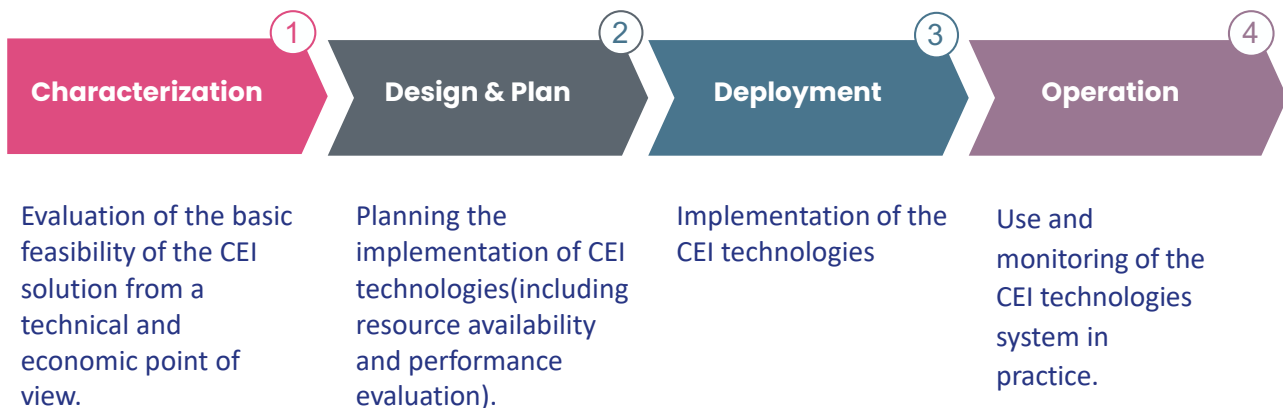 1
Characterization
2
Design & Plan
3
Deployment
4
Operation
Evaluation of the basic
feasibility of the CEI
solution from a
technical and
economic point of
view.
Planning the
implementation of CEI
technologies(including
resource availability
and performance
evaluation).
Implementation of the
CEI technologies
Use and
monitoring of the
CEI technologies
system in
practice.